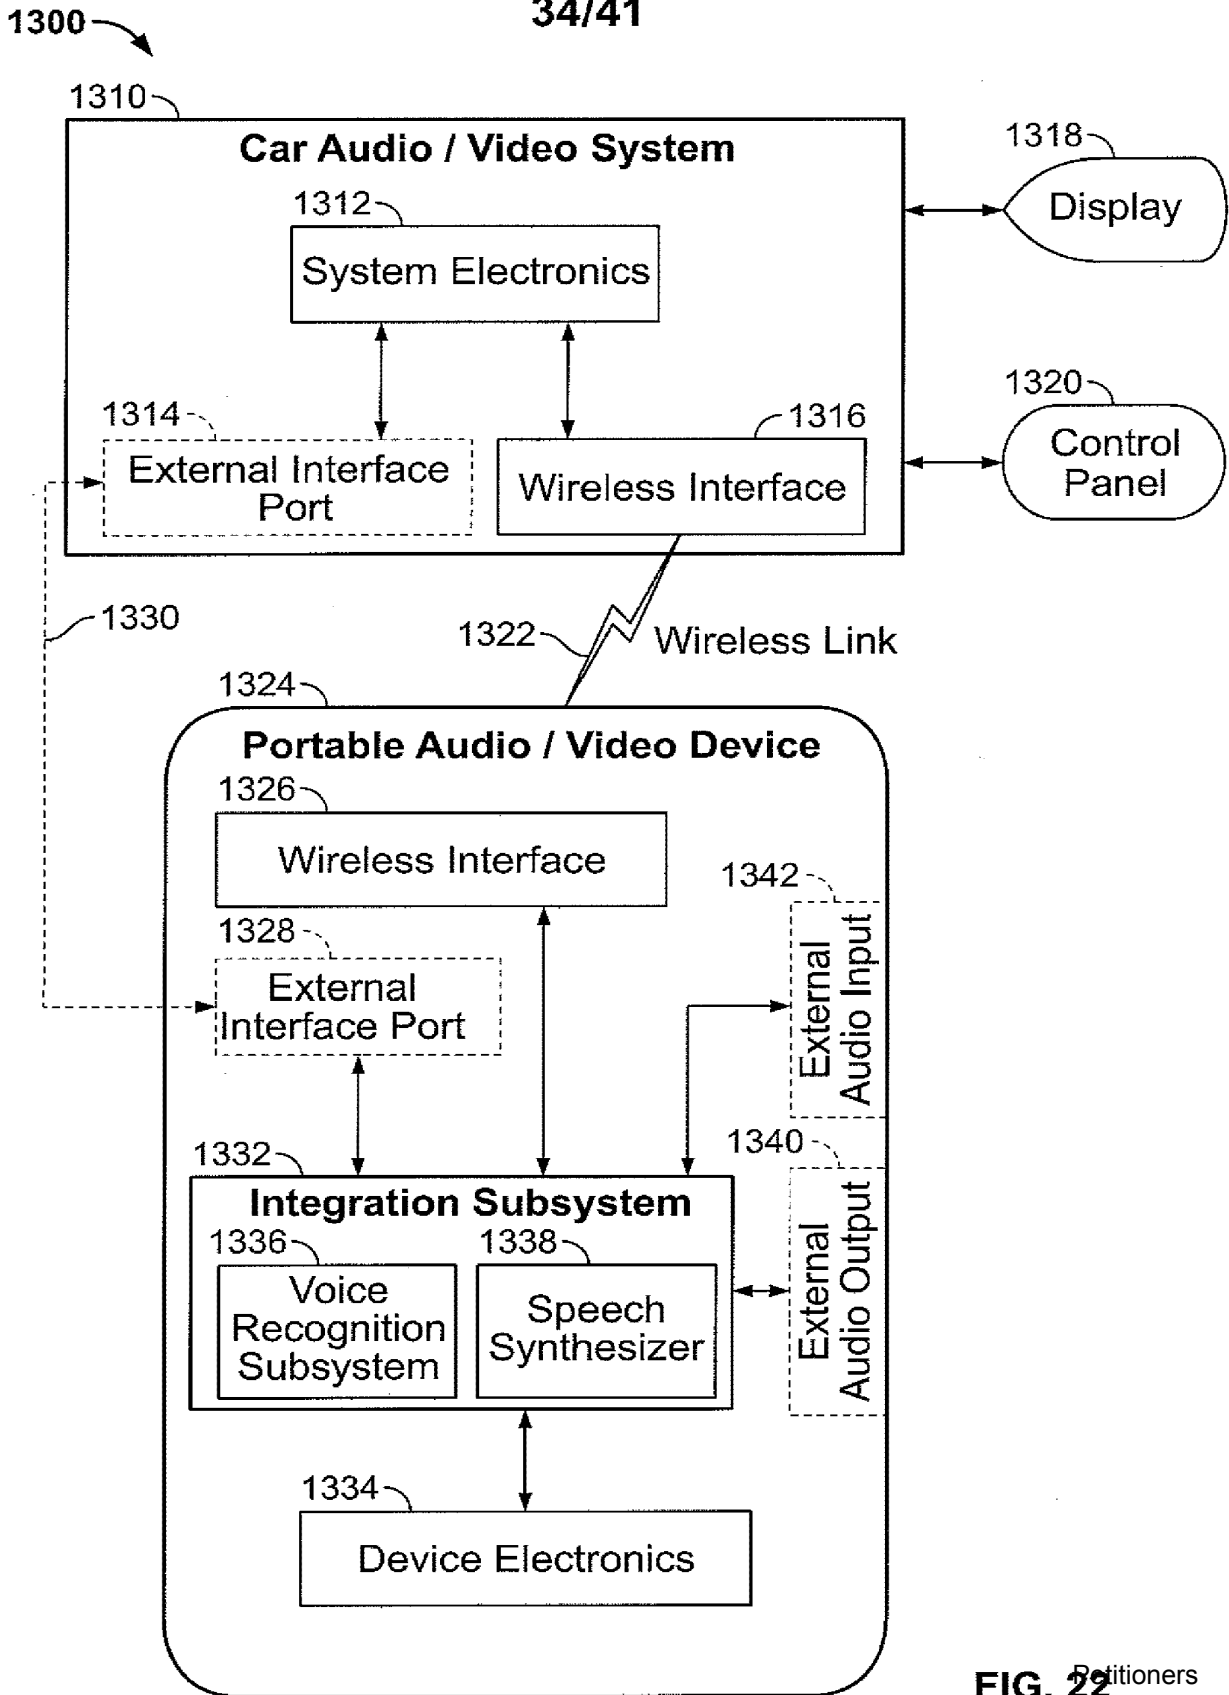 34/41
1300
1310
Car Audio / Video System
1318
Display
1312
System Electronics
1320
Control
Panel
1314
External Interface
Port
1316
Wireless Interface
1330
1322
Wireless Link
1324
Portable Audio / Video Device
1326
Wireless Interface
1342
External
Audio Input
1328
External
Interface Port
1332
Integration Subsystem
1340
External
Audio Output
1336
Voice
Recognition
Subsystem
1338
Speech
Synthesizer
1334
Device Electronics
FIG. 22
Petitioners